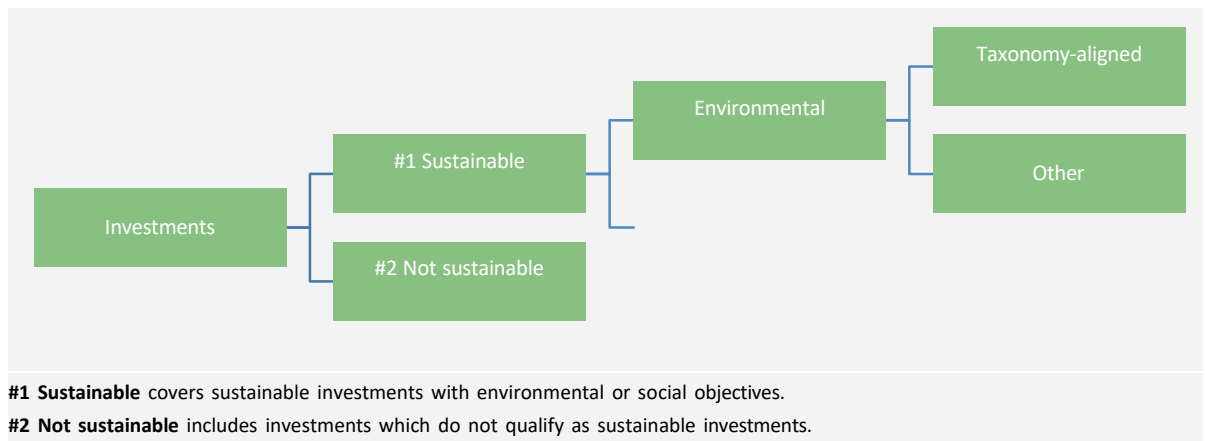 Taxonomy-aligned
Environmental
#1 Sustainable
Other
Investments
#2 Not sustainable
#1 Sustainable covers sustainable investments with environmental or social objectives.
#2 Not sustainable includes investments which do not qualify as sustainable investments.